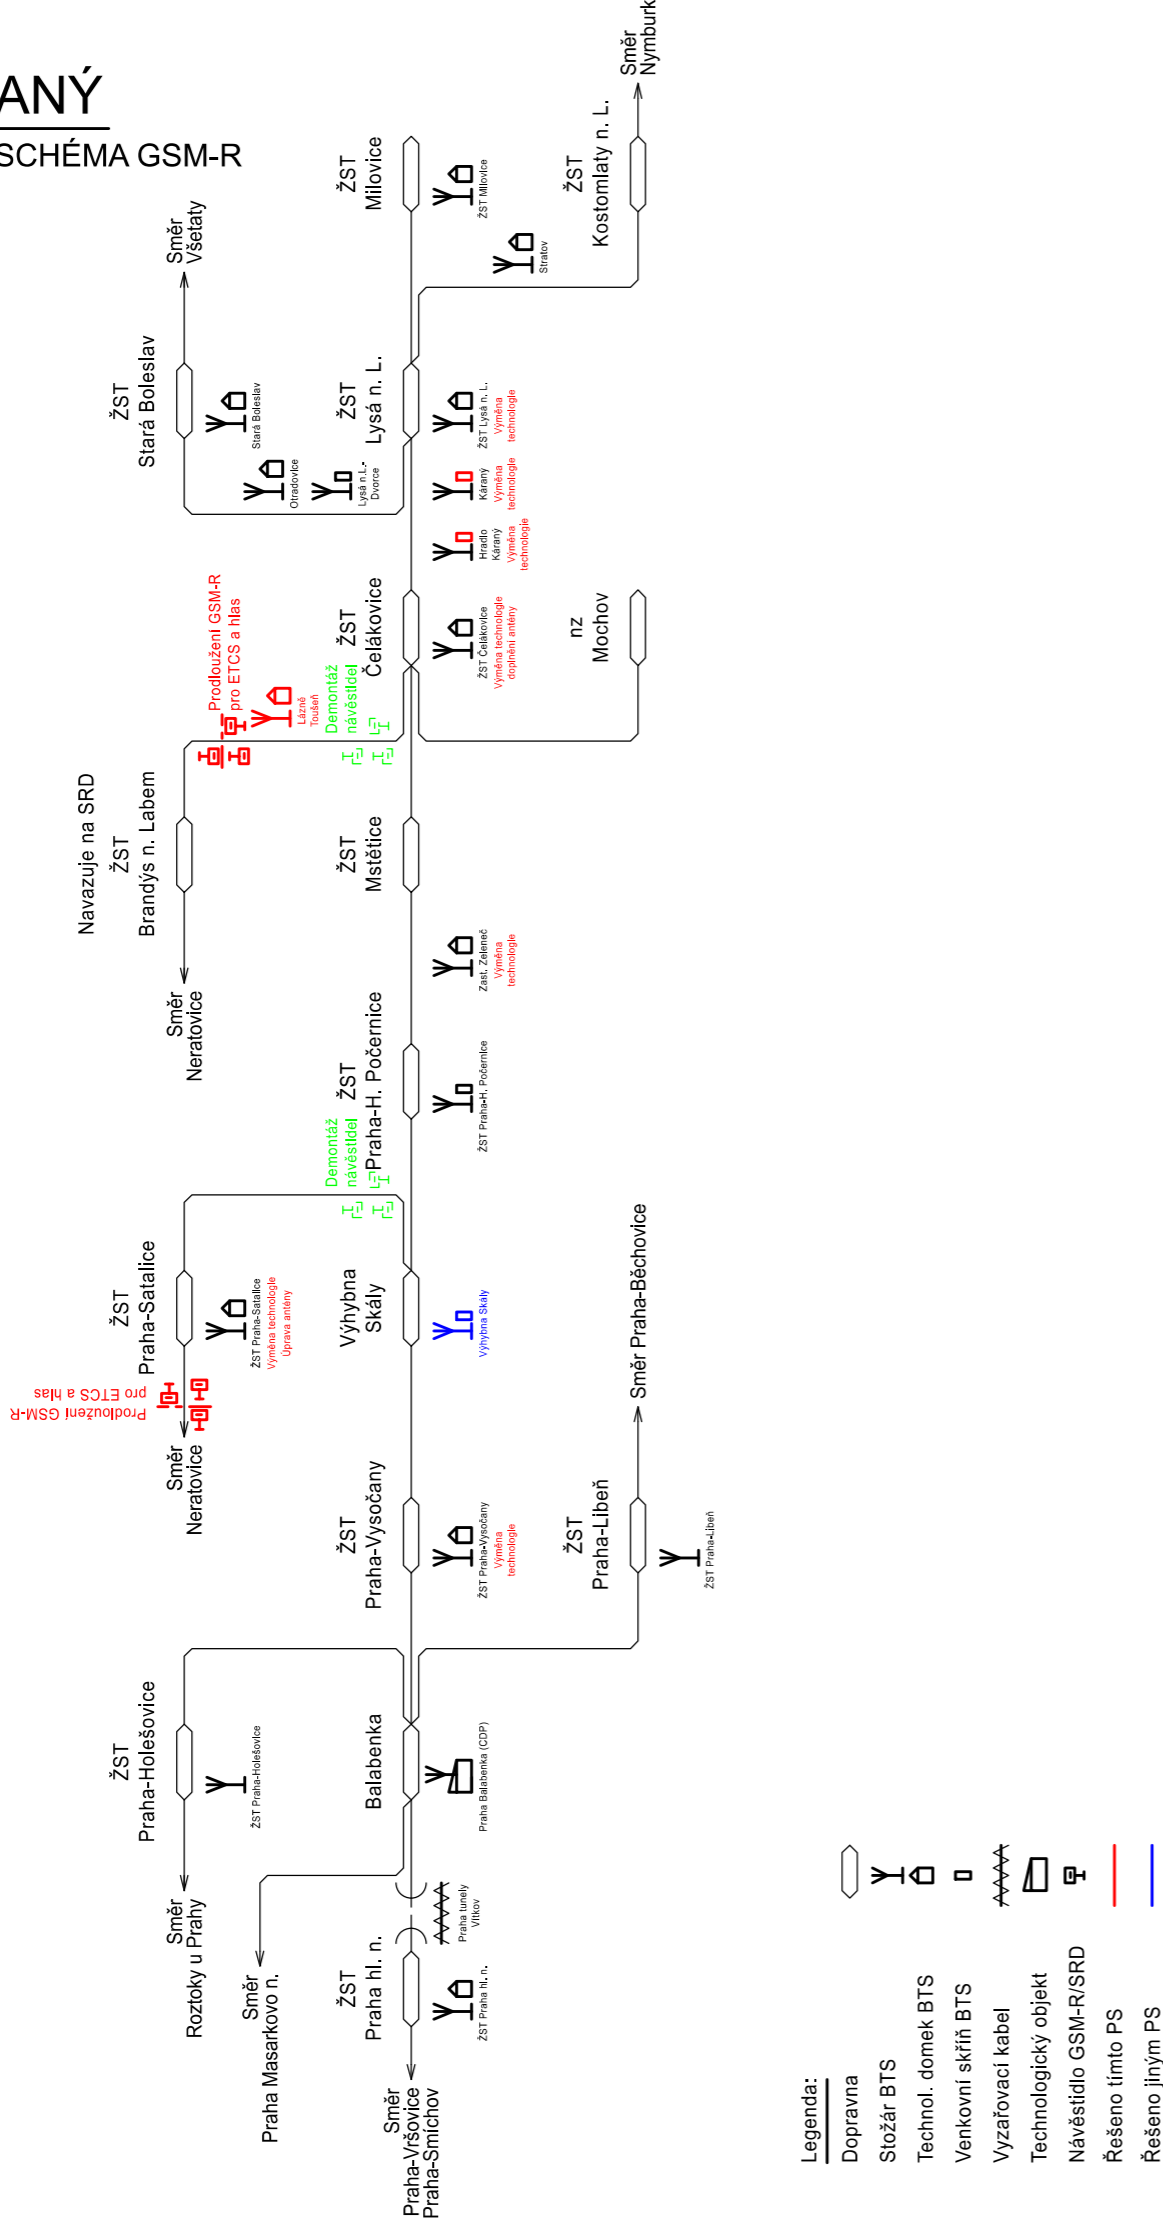 ANÝ
SCHÉMA GSM-R
Směr
Nymburk
ŽST
Milovice
ŽST Milovice
ŽST
Kostomlaty n. L.
Stratov
Směr
Všetaty
ŽST
Stará Boleslav
Stará Boleslav
Otradovice
Lysá n.L.-
Dvorce
ŽST
Lysá n. L.
ŽST Lysá n. L.
Výměna
technologie
Káraný
Výměna
technologie
Hradlo
Káraný
Výměna
technologie
ŽST
Čelákovice
ŽST Čelákovice
Výměna technologie
doplnění antény
nz
Mochov
Prodloužení GSM-R
pro ETCS a hlas
Lázně
Toušeň
Demontáž
návěstidel
Navazuje na SRD
ŽST
Brandýs n. Labem
Směr
Neratovice
ŽST
Mstětice
Zast. Zeleneč
Výměna
technologie
ŽST
Praha-H. Počernice
ŽST Praha-H. Počernice
Demontáž
návěstidel
ŽST
Praha-Satalice
ŽST Praha-Satalice
Výměna technologie
Úprava antény
Prodloužení GSM-R
pro ETCS a hlas
Směr
Neratovice
Výhybna
Skály
Výhybna Skály
Směr Praha-Běchovice
ŽST
Praha-Vysočany
ŽST Praha-Vysočany
Výměna
technologie
ŽST
Praha-Libeň
ŽST Praha-Libeň
ŽST
Praha-Holešovice
ŽST Praha-Holešovice
Balabenka
Praha Balabenka (CDP)
Směr
Roztoky u Prahy
Směr
Praha Masarkovo n.
Praha tunely
Vítkov
ŽST
Praha hl. n.
ŽST Praha hl. n.
Směr
Praha-Vršovice
Praha-Smíchov
Legenda:
Dopravna
Stožár BTS
Technol. domek BTS
Venkovní skříň BTS
Vyzařovací kabel
Technologický objekt
Návěstidlo GSM-R/SRD
Řešeno tímto PS
Řešeno jiným PS